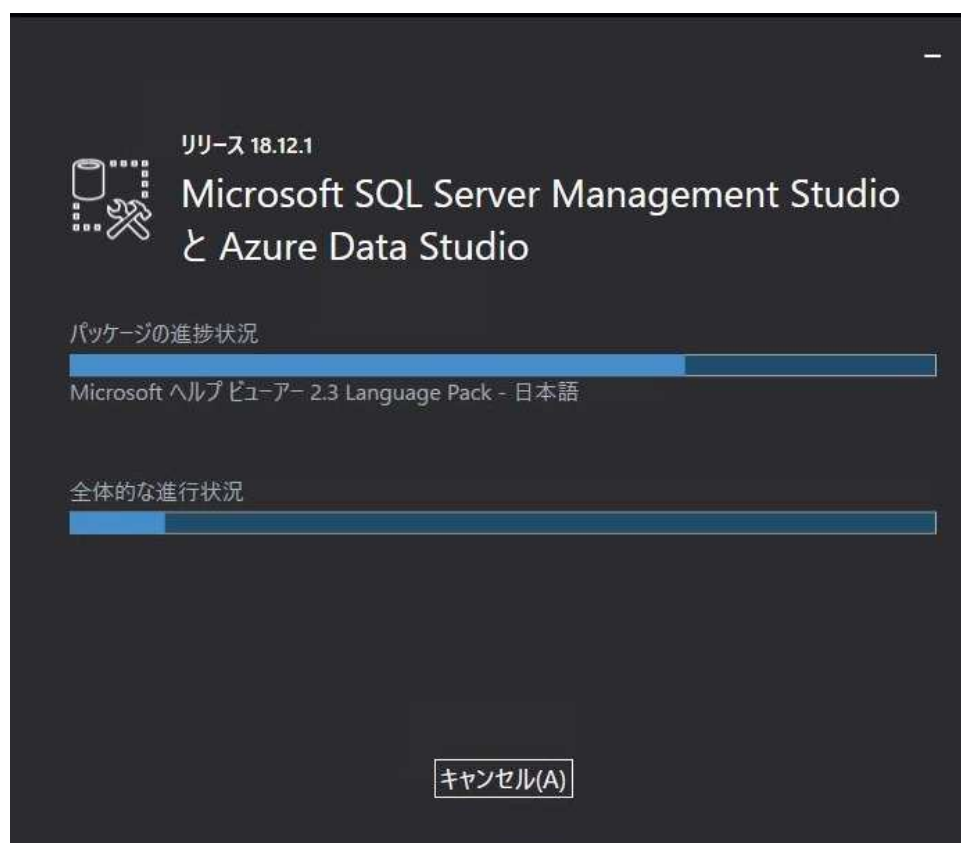 リリース 18.12.1
Microsoft SQL Server Management Studio
と Azure Data Studio
パッケージの進捗状況
Microsoft ヘルプ ビューアー 2.3 Language Pack - 日本語
全体的な進行状況
キャンセル(A)